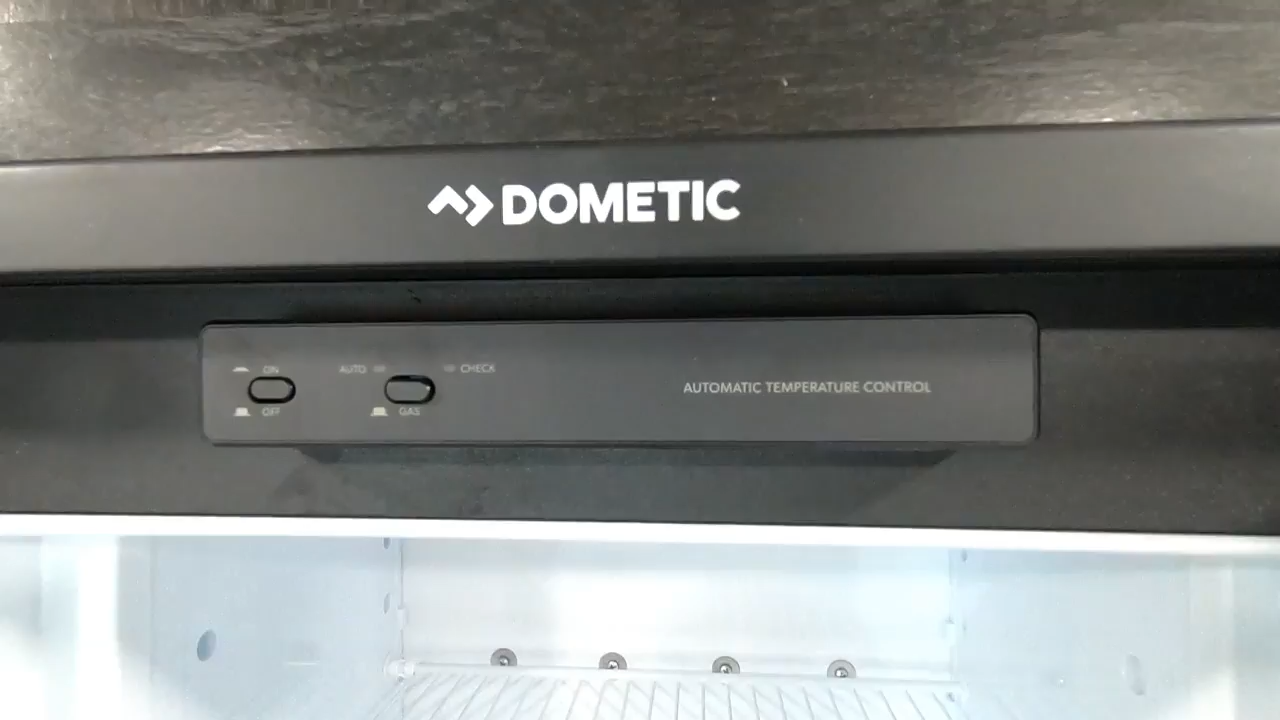 DOMETIC
ON
OFF
AUTO
CHECK
GAS
AUTOMATIC TEMPERATURE CONTROL